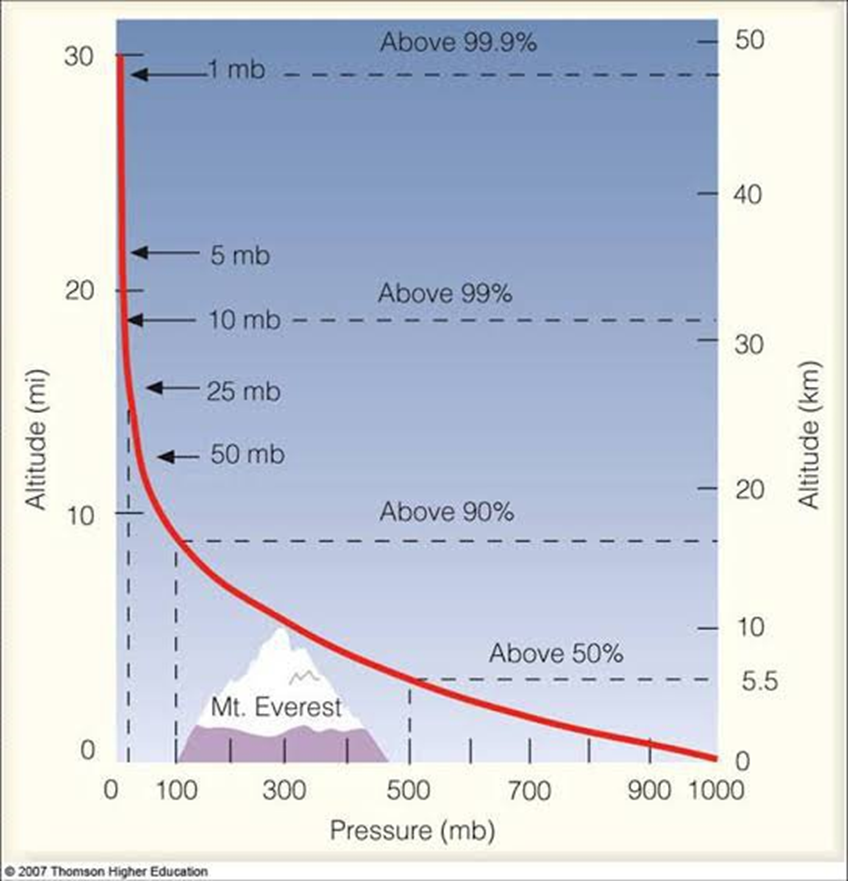 Above 99.9%
30
50
1 mb
40
5 mb
20
Above 99%
10 mb
30
25 mb
Altitude (mi)
Altitude (km)
50 mb
20
10
Above 90%
10
Above 50%
5.5
Mt. Everest
0
0
0 100 300 500 700 900 1000
Pressure (mb)
© 2007 Thomson Higher Education